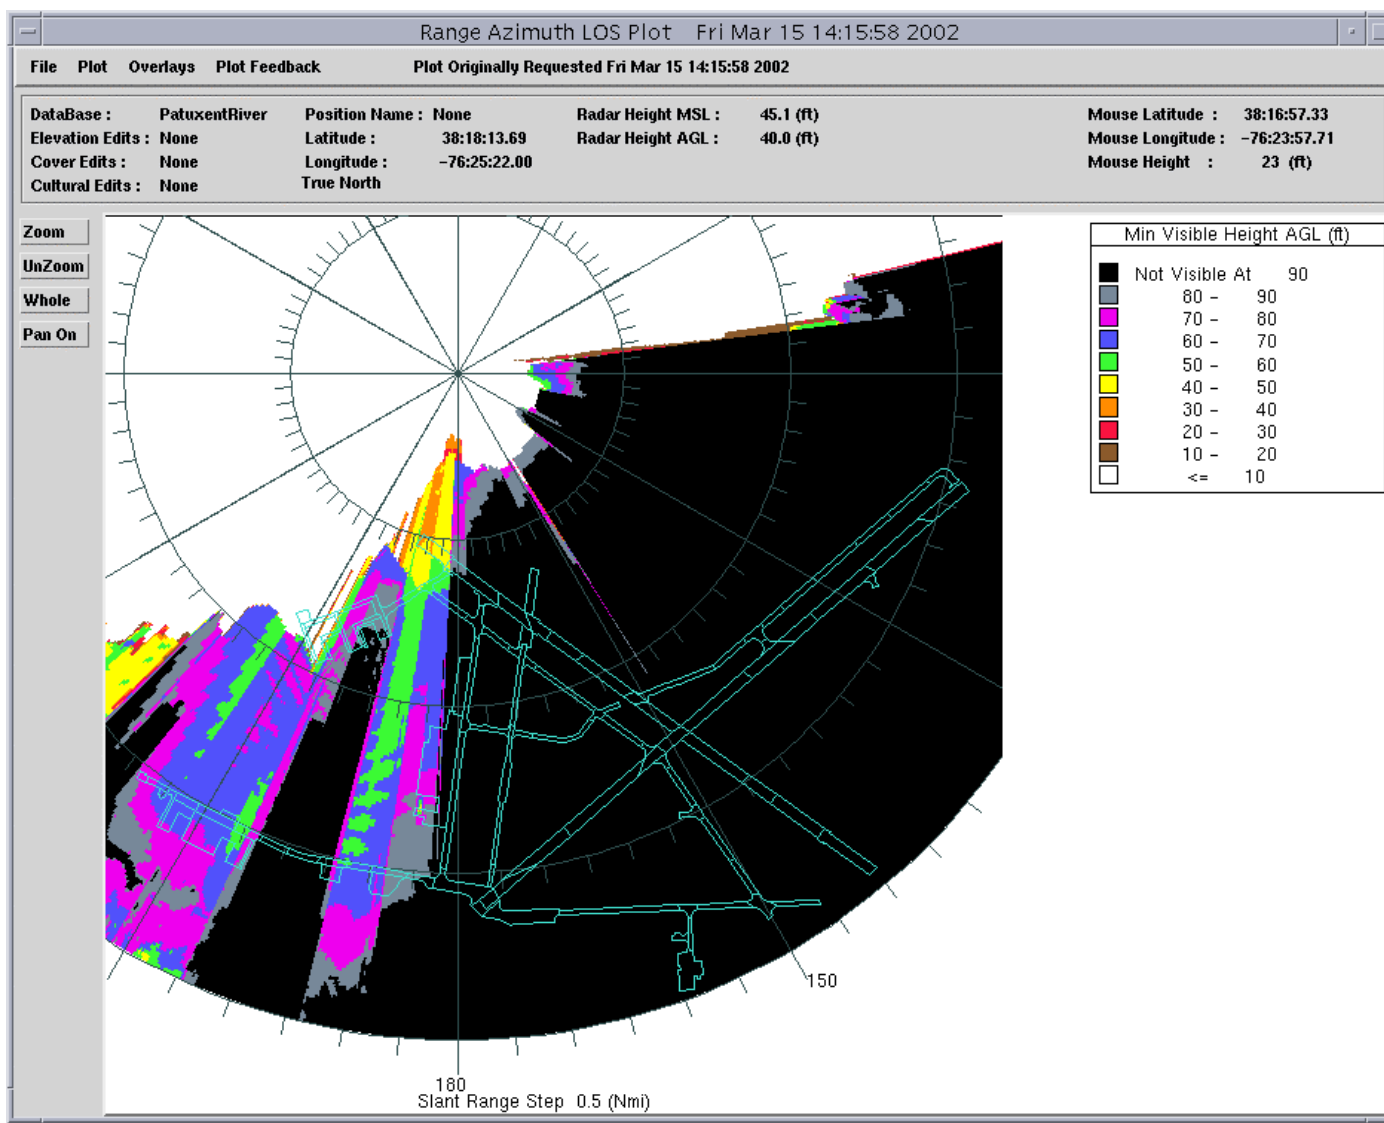 Range Azimuth LOS Plot Fri Mar 15 14:15:58 2002
File Plot Overlays Plot Feedback Plot Originally Requested Fri Mar 15 14:15:58 2002
DataBase : PatuxentRiver Position Name : None Radar Height MSL : 45.1 (ft) Mouse Latitude : 38:16:57.33
Elevation Edits : None Latitude : 38:18:13.69 Radar Height AGL : 40.0 (ft) Mouse Longitude : -76:23:57.71
Cover Edits : None Longitude : -76:25:22.00 Mouse Height : 23 (ft)
Cultural Edits : None True North
Zoom
UnZoom
Whole
Pan On
Min Visible Height AGL (ft)
Not Visible At 90
80 - 90
70 - 80
60 - 70
50 - 60
40 - 50
30 - 40
20 - 30
10 - 20
<= 10
150
180
Slant Range Step 0.5 (Nmi)